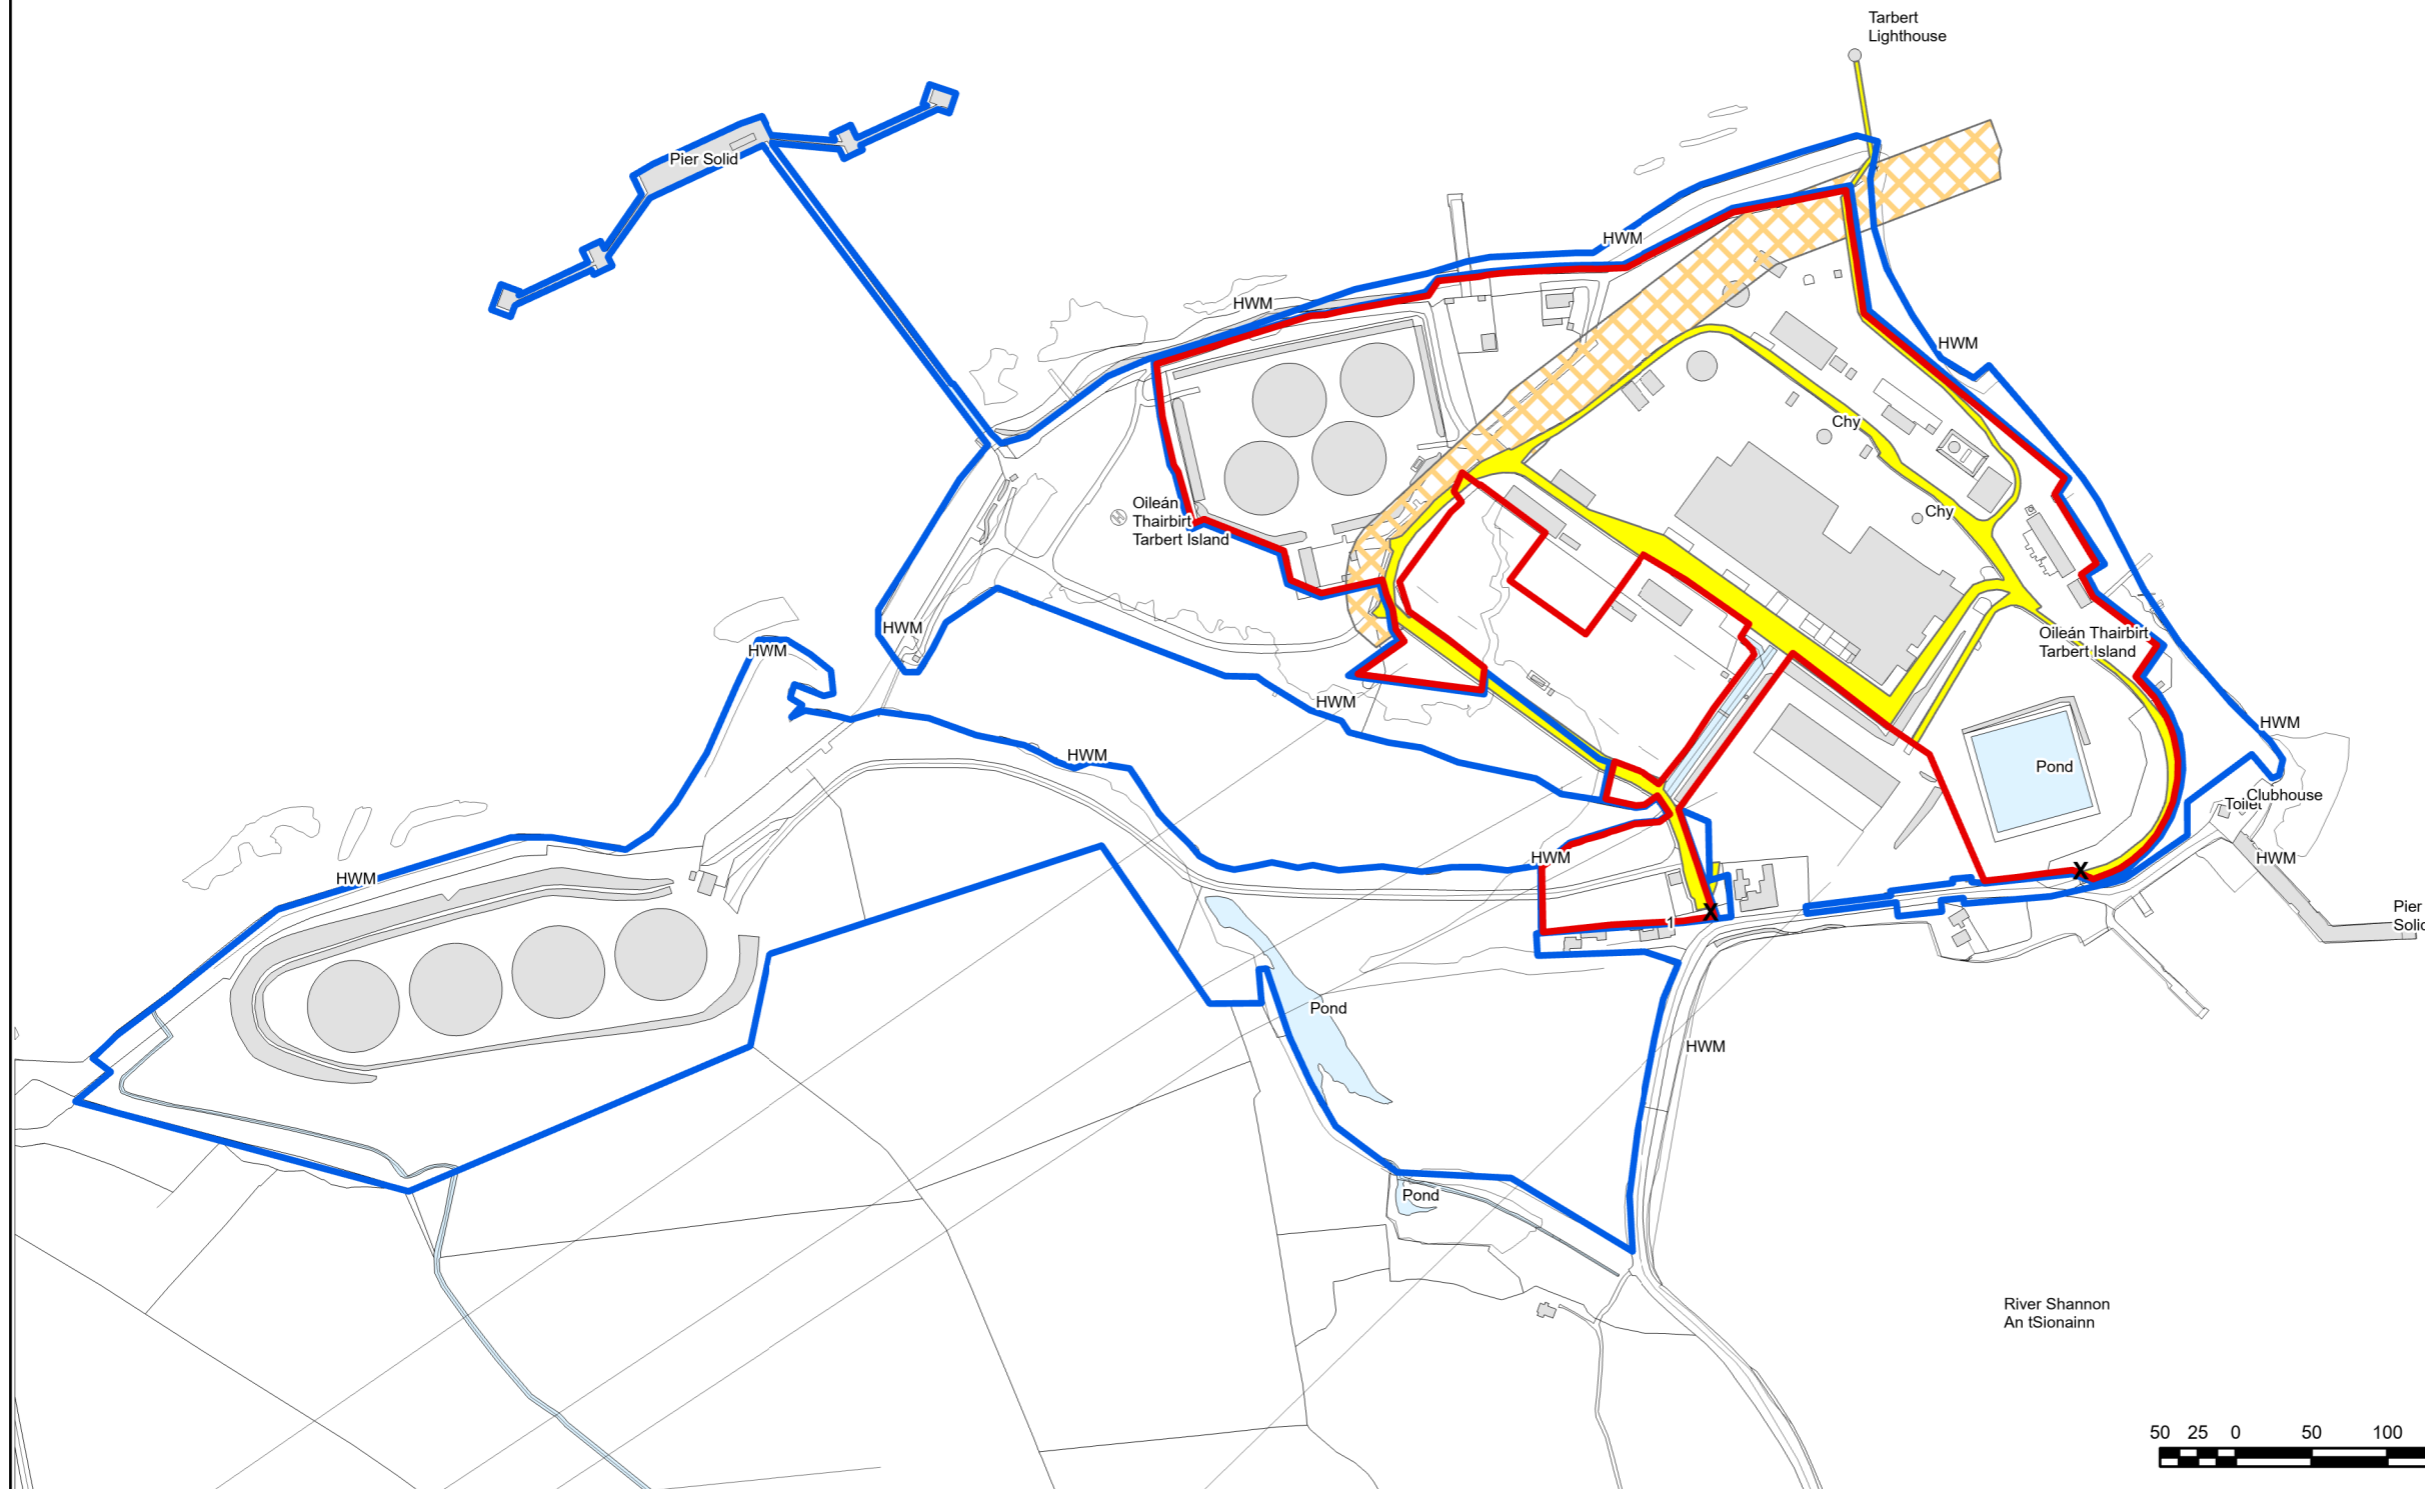 Tarbert
Lighthouse
Pier Solid
HWM
HWM
HWM
Chy
Oileán
Thairbirt
Tarbert Island
Chy
HWM
HWM
Oileán Thairbirt
Tarbert Island
HWM
HWM
HWM
Pond
Toilet
Clubhouse
HWM
HWM
HWM
Pier
Solid
1
Pond
HWM
Pond
River Shannon
An tSionainn
50 25 0 50 100
X
X